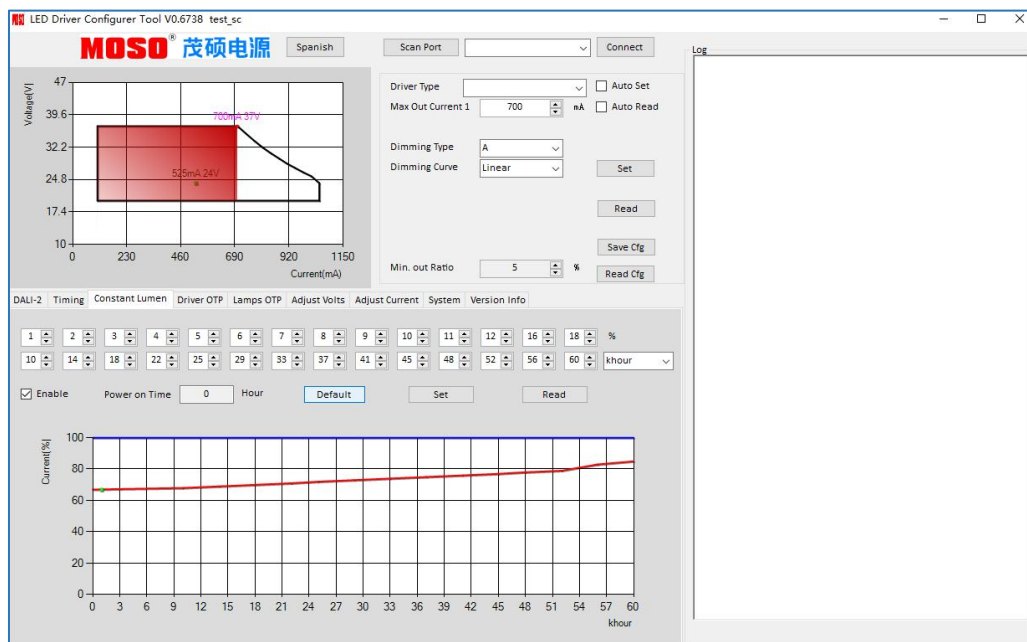 LED Driver Configurer Tool V0.6738 test_sc
MOSO® 茂硕电源
Spanish
Scan Port
Connect
Log
Voltage(V)
47
39.6
32.2
24.8
17.4
10
700mA 37V
525mA 24V
0 230 460 690 920 1150
Current(mA)
Driver Type
Auto Set
Max Out Current 1 700 mA
Auto Read
Dimming Type A
Dimming Curve Linear
Set
Read
Save Cfg
Min. out Ratio 5 %
Read Cfg
DALI-2 Timing Constant Lumen Driver OTP Lamps OTP Adjust Volts Adjust Current System Version Info
1 2 3 4 5 6 7 8 9 10 11 12 16 18 %
10 14 18 22 25 29 33 37 41 45 48 52 56 60 khour
Enable Power on Time 0 Hour Default Set Read
Current(%)
100
80
60
40
20
0
0 3 6 9 12 15 18 21 24 27 30 33 36 39 42 45 48 51 54 57 60
khour